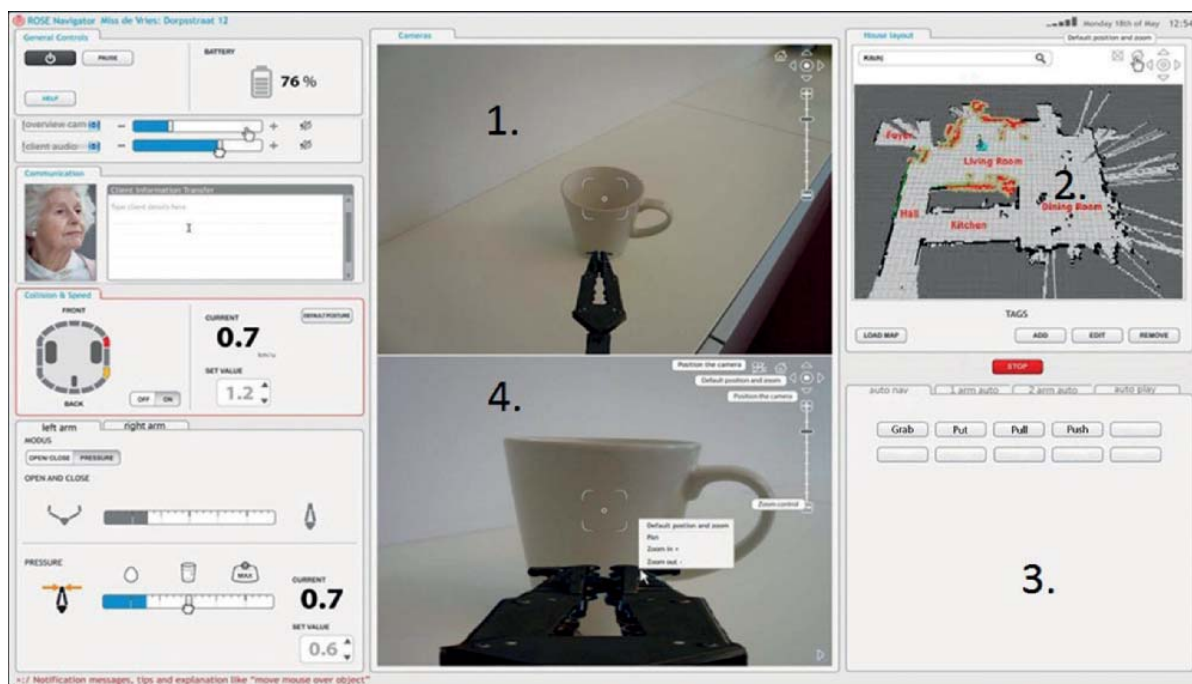 ROSE Navigator Miss de Vries: Dorpsstraat 12
Monday 18th of May 12:54
General Controls
PAUSE
HELP
BATTERY
76 %
overview cam
- +
client audio
- +
Communication
Client Information Transfer
Type client details here
Collision & Speed
FRONT
BACK
OFF ON
CURRENT
0.7
km/u
DEFAULT POSTURE
SET VALUE
1.2
left arm right arm
MODUS
OPEN/CLOSE PRESSURE
OPEN AND CLOSE
PRESSURE
MAX
CURRENT
0.7
SET VALUE
0.6
•:/ Notification messages, tips and explanation like "move mouse over object"
Cameras
1.
4.
Position the camera
Default position and zoom
Position the camera
Zoom control
Default postion and zoom
Pan
Zoom in +
Zoom out -
House layout
Default position and zoom
Foyer
Living Room
2.
Dining Room
Hall
Kitchen
TAGS
LOAD MAP ADD EDIT REMOVE
STOP
auto nav 1 arm auto 2 arm auto auto play
Grab Put Pull Push
3.